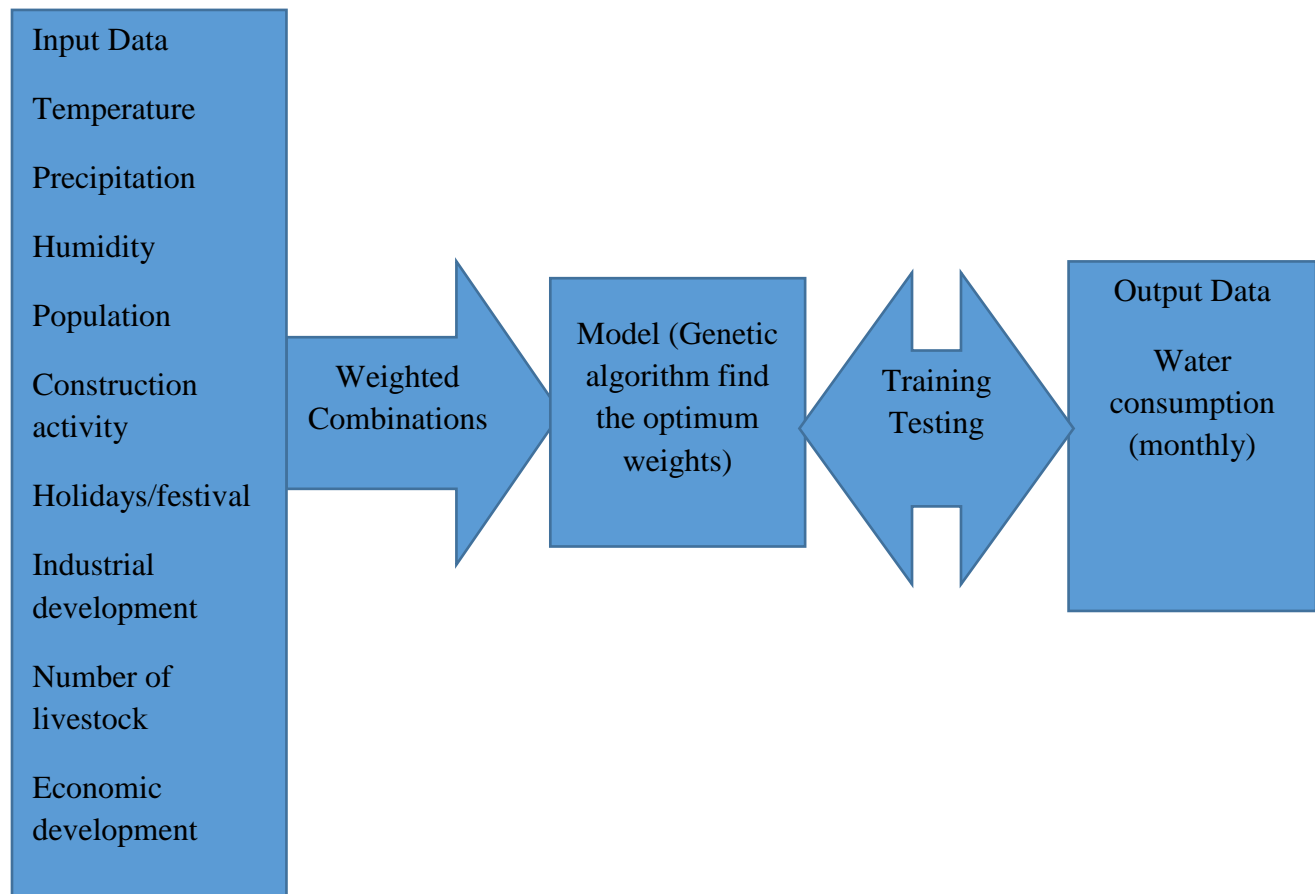 Input Data
Temperature
Precipitation
Humidity
Population
Construction
activity
Holidays/festival
Industrial
development
Number of
livestock
Economic
development
Weighted
Combinations
Model (Genetic
algorithm find
the optimum
weights)
Training
Testing
Output Data
Water
consumption
(monthly)